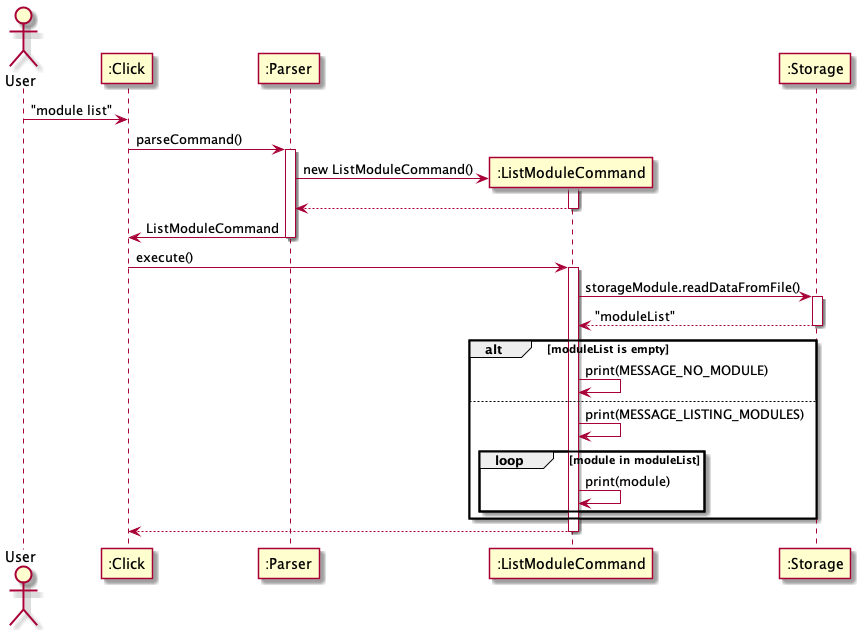 User
:Click
:Parser
:Storage
"module list"
parseCommand()
new ListModuleCommand()
:ListModuleCommand
ListModuleCommand
execute()
storageModule.readDataFromFile()
"moduleList"
alt
[moduleList is empty]
print(MESSAGE_NO_MODULE)
print(MESSAGE_LISTING_MODULES)
loop
[module in moduleList]
print(module)
User
:Click
:Parser
:ListModuleCommand
:Storage